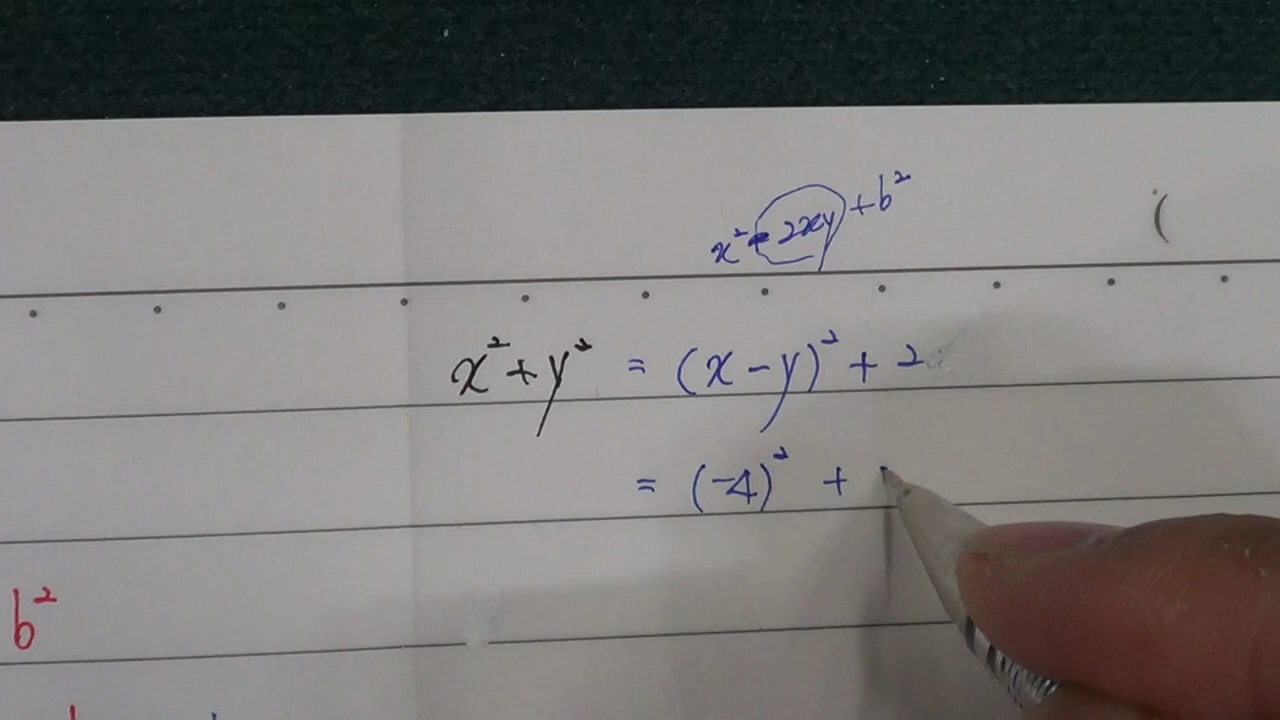 x² - 2xy + b²
(
x² + y² = (x - y)² + 2
= (-4)² +
b²